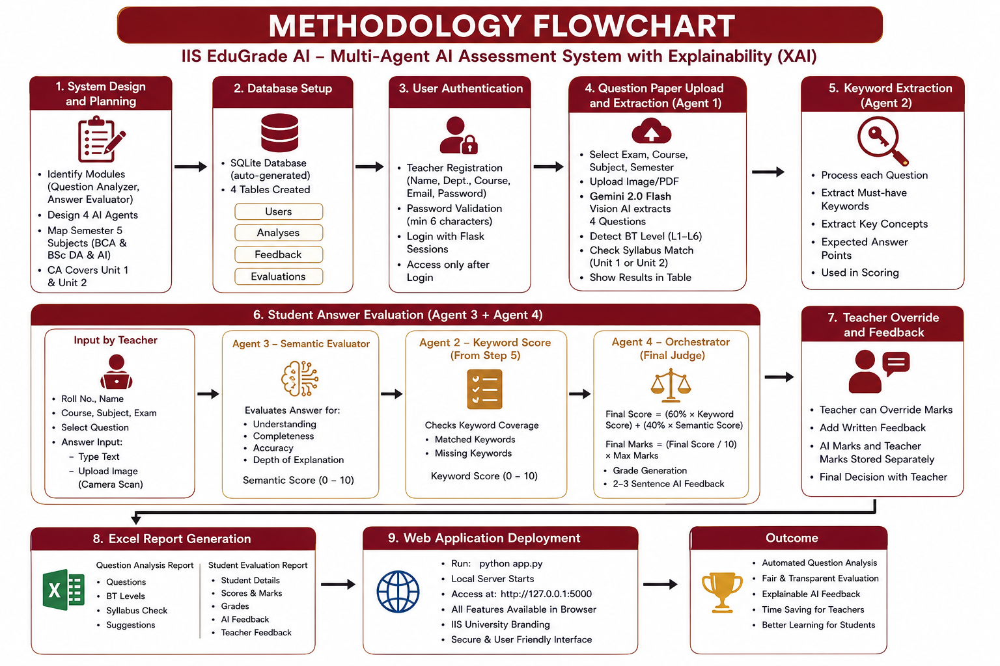 METHODOLOGY FLOWCHART
IIS EduGrade AI – Multi-Agent AI Assessment System with Explainability (XAI)
1. System Design
and Planning
• Identify Modules
(Question Analyzer,
Answer Evaluator)
• Design 4 AI Agents
• Map Semester 5
Subjects (BCA &
BSc DA & AI)
• CA Covers Unit 1
& Unit 2
2. Database Setup
• SQLite Database
(auto-generated)
• 4 Tables Created
Users
Analyses
Feedback
Evaluations
3. User Authentication
• Teacher Registration
(Name, Dept., Course,
Email, Password)
• Password Validation
(min 6 characters)
• Login with Flask
Sessions
• Access only after
Login
4. Question Paper Upload
and Extraction (Agent 1)
• Select Exam, Course,
Subject, Semester
• Upload Image/PDF
• Gemini 2.0 Flash
Vision AI extracts
4 Questions
• Detect BT Level (L1–L6)
• Check Syllabus Match
(Unit 1 or Unit 2)
• Show Results in Table
5. Keyword Extraction
(Agent 2)
• Process each Question
• Extract Must-have
Keywords
• Extract Key Concepts
• Expected Answer
Points
• Used in Scoring
6. Student Answer Evaluation (Agent 3 + Agent 4)
Input by Teacher
• Roll No., Name
• Course, Subject, Exam
• Select Question
• Answer Input:
– Type Text
– Upload Image
(Camera Scan)
Agent 3 – Semantic Evaluator
Evaluates Answer for:
• Understanding
• Completeness
• Accuracy
• Depth of Explanation
Semantic Score (0 – 10)
Agent 2 – Keyword Score
(From Step 5)
Checks Keyword Coverage
• Matched Keywords
• Missing Keywords
Keyword Score (0 – 10)
Agent 4 – Orchestrator
(Final Judge)
Final Score = (60% × Keyword
Score) + (40% × Semantic Score)
Final Marks = (Final Score / 10)
× Max Marks
• Grade Generation
• 2–3 Sentence AI Feedback
7. Teacher Override
and Feedback
• Teacher can Override Marks
• Add Written Feedback
• AI Marks and Teacher
Marks Stored Separately
• Final Decision with Teacher
8. Excel Report Generation
X
Question Analysis Report
• Questions
• BT Levels
• Syllabus Check
• Suggestions
Student Evaluation Report
• Student Details
• Scores & Marks
• Grades
• AI Feedback
• Teacher Feedback
9. Web Application Deployment
• Run: python app.py
• Local Server Starts
• Access at: http://127.0.0.1:5000
• All Features Available in Browser
• IIS University Branding
• Secure & User Friendly Interface
Outcome
• Automated Question Analysis
• Fair & Transparent Evaluation
• Explainable AI Feedback
• Time Saving for Teachers
• Better Learning for Students